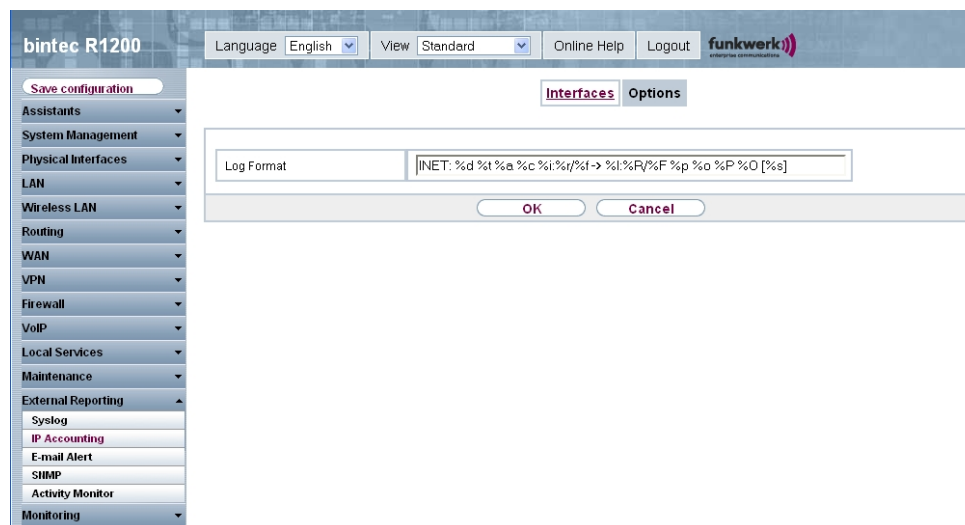 bintec R1200
Language English View Standard Online Help Logout funkwerk
enterprise communications
Save configuration
Interfaces Options
Assistants
System Management
Physical Interfaces
Log Format INET: %d %t %a %c %i:%r/%f -> %I:%R/%F %p %o %P %O [%s]
LAN
Wireless LAN
OK Cancel
Routing
WAN
VPN
Firewall
VoIP
Local Services
Maintenance
External Reporting
Syslog
IP Accounting
E-mail Alert
SNMP
Activity Monitor
Monitoring